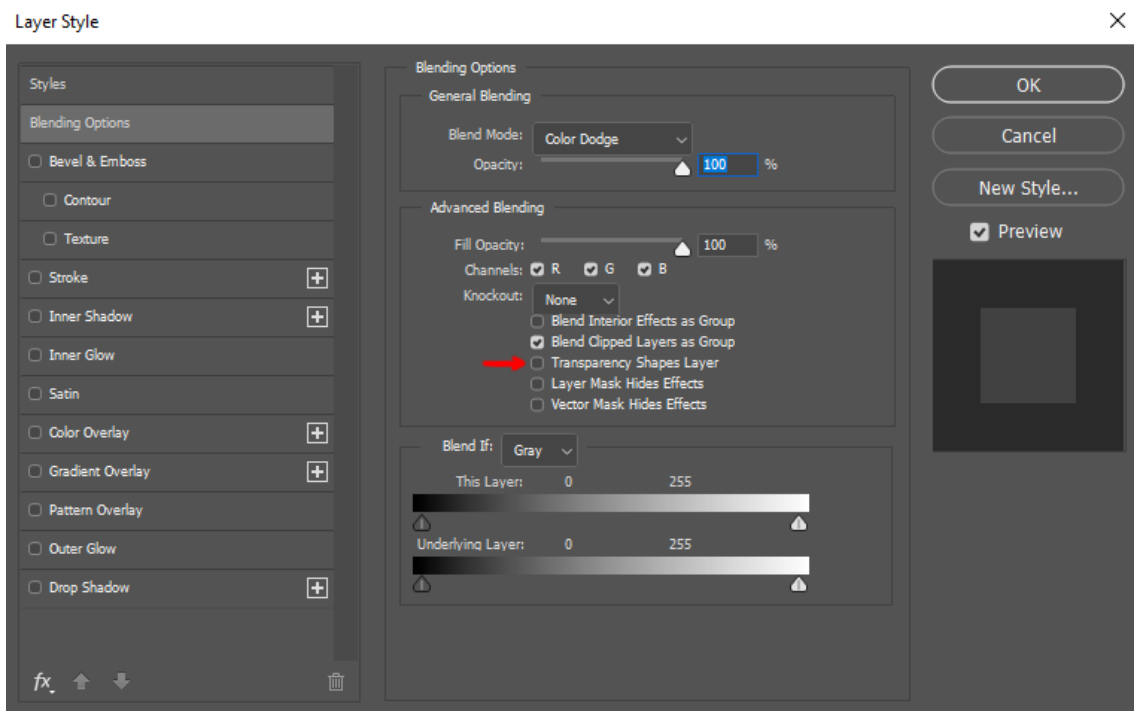 Layer Style
Styles
Blending Options
Bevel & Emboss
Contour
Texture
Stroke
Inner Shadow
Inner Glow
Satin
Color Overlay
Gradient Overlay
Pattern Overlay
Outer Glow
Drop Shadow
fx
Blending Options
General Blending
Blend Mode: Color Dodge
Opacity: 100 %
Advanced Blending
Fill Opacity: 100 %
Channels: R G B
Knockout: None
Blend Interior Effects as Group
Blend Clipped Layers as Group
Transparency Shapes Layer
Layer Mask Hides Effects
Vector Mask Hides Effects
Blend If: Gray
This Layer: 0 255
Underlying Layer: 0 255
OK
Cancel
New Style...
Preview